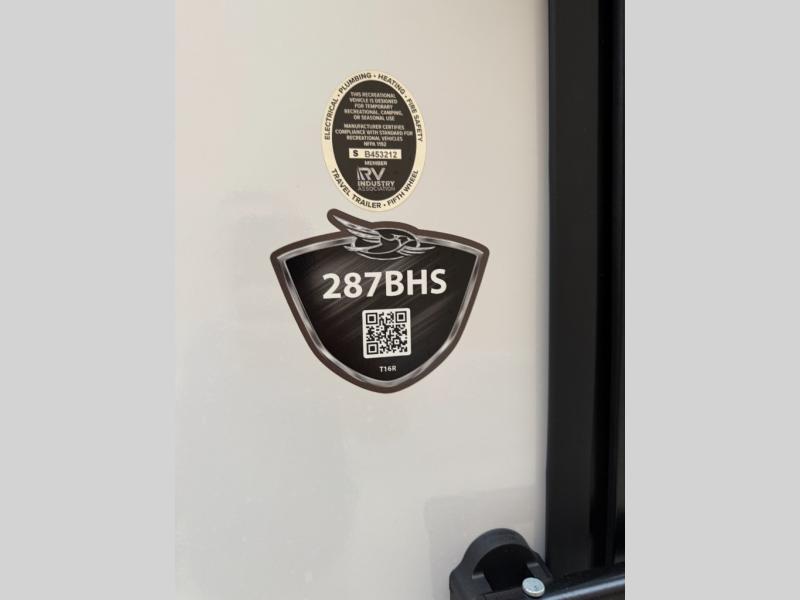 ELECTRICAL • PLUMBING • HEATING • FIRE SAFETY
THIS RECREATIONAL
VEHICLE IS DESIGNED
FOR TEMPORARY
RECREATIONAL, CAMPING,
OR SEASONAL USE
MANUFACTURER CERTIFIES
COMPLIANCE WITH STANDARD FOR
RECREATIONAL VEHICLES
NFPA 1192
S B453212
MEMBER
RV
INDUSTRY
ASSOCIATION
TRAVEL TRAILER • FIFTH WHEEL
287BHS
T16R